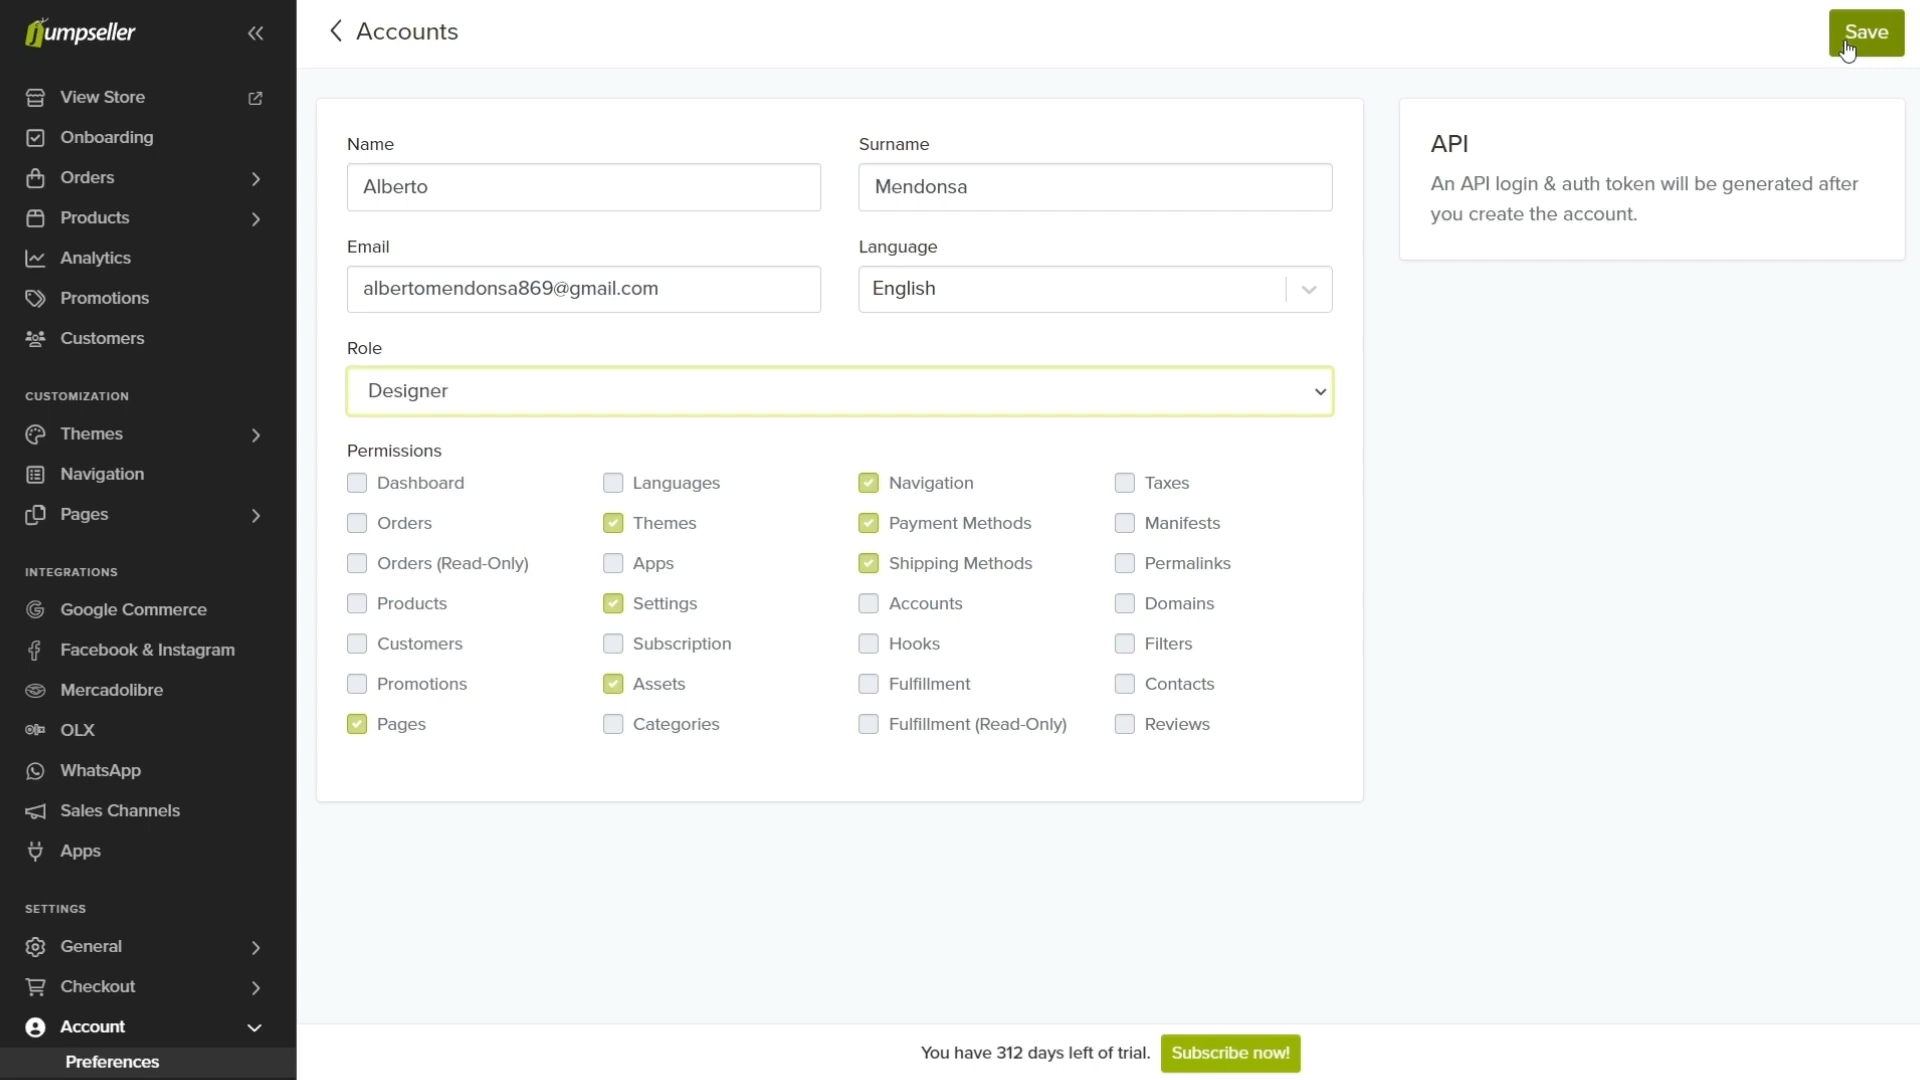 Jumpseller
View Store
Onboarding
Orders
Products
Analytics
Promotions
Customers
CUSTOMIZATION
Themes
Navigation
Pages
INTEGRATIONS
Google Commerce
Facebook & Instagram
Mercadolibre
OLX
WhatsApp
Sales Channels
Apps
SETTINGS
General
Checkout
Account
Preferences
Accounts
Save
Name
Surname
Alberto
Mendonsa
Email
Language
albertomendonsa869@gmail.com
English
Role
Designer
Permissions
Dashboard
Languages
Navigation
Taxes
Orders
Themes
Payment Methods
Manifests
Orders (Read-Only)
Apps
Shipping Methods
Permalinks
Products
Settings
Accounts
Domains
Customers
Subscription
Hooks
Filters
Promotions
Assets
Fulfillment
Contacts
Pages
Categories
Fulfillment (Read-Only)
Reviews
API
An API login & auth token will be generated after
you create the account.
You have 312 days left of trial.
Subscribe now!